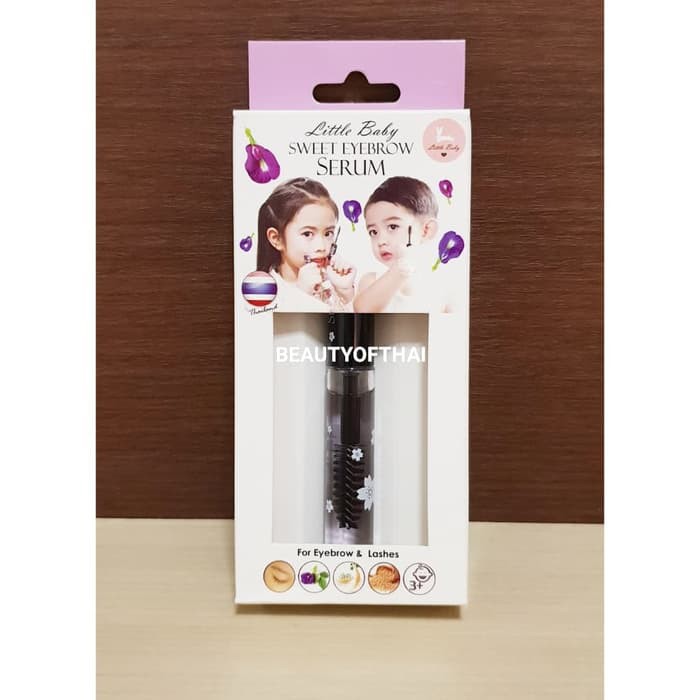 Little Baby
SWEET EYEBROW
SERUM
Little Baby
Thailand
BEAUTYOFTHAI
For Eyebrow & Lashes
3+